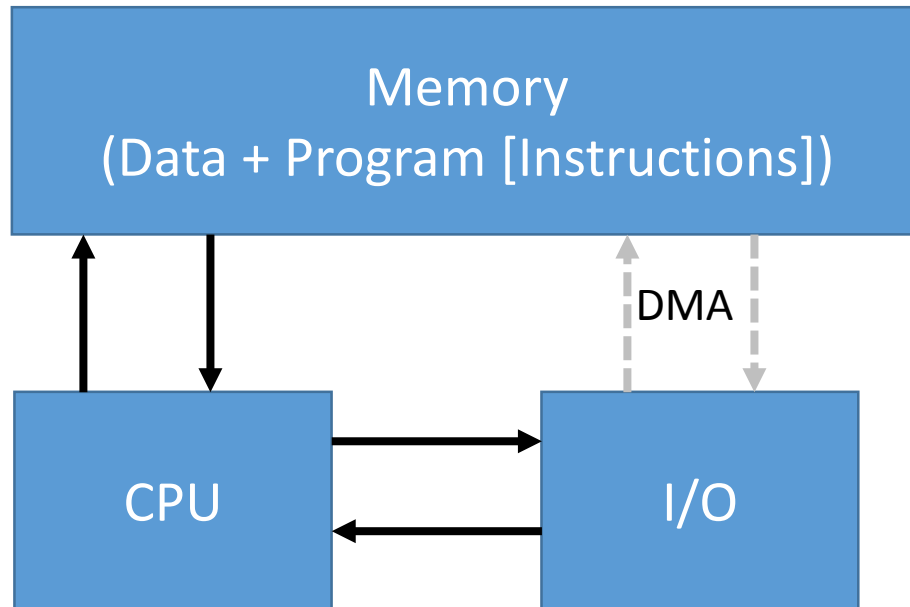 Memory
(Data + Program [Instructions])
DMA
CPU
I/O